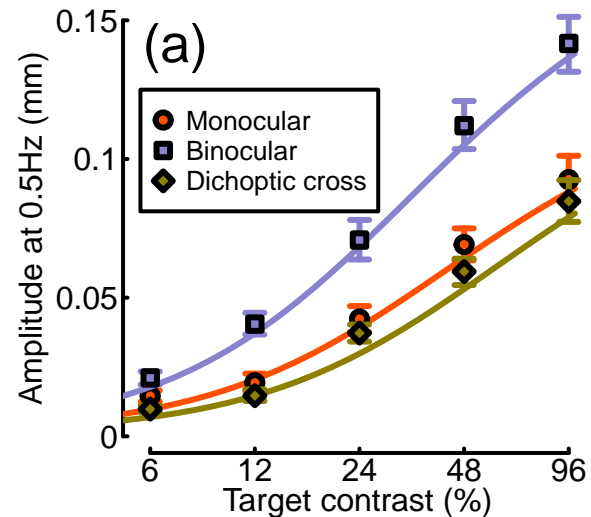 (a)
Monocular
Binocular
Dichoptic cross
Amplitude at 0.5Hz (mm)
0.15
0.1
0.05
0
6 12 24 48 96
Target contrast (%)